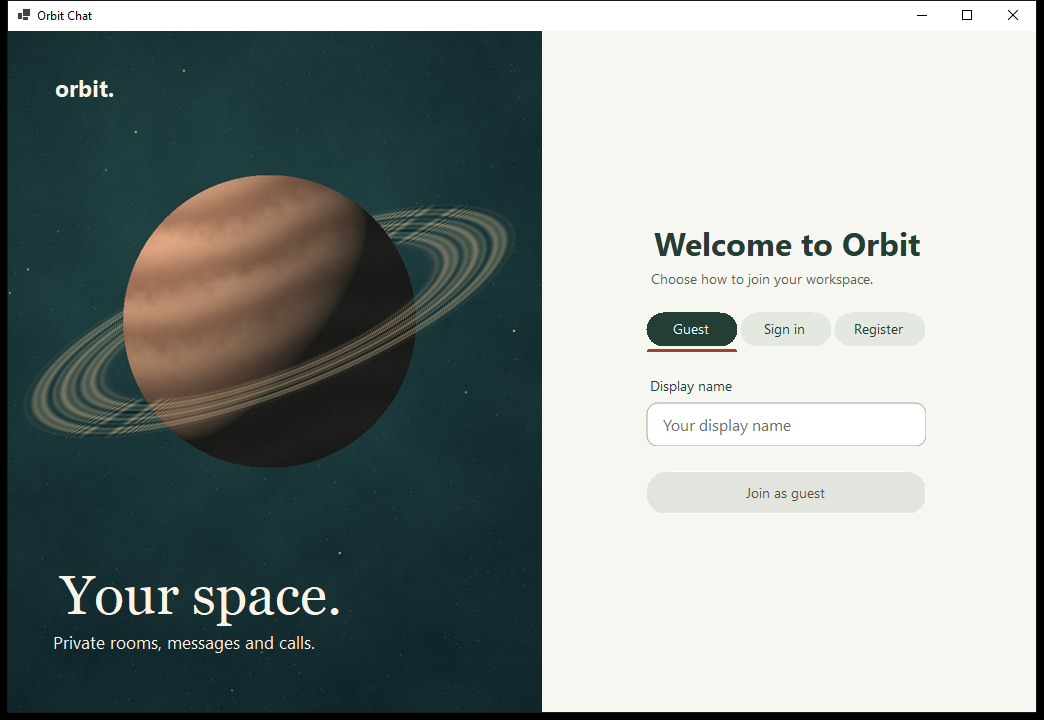 Orbit Chat
orbit.
Your space.
Private rooms, messages and calls.
Welcome to Orbit
Choose how to join your workspace.
Guest
Sign in
Register
Display name
Your display name
Join as guest